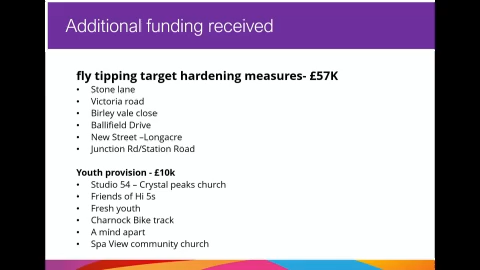 Additional funding received
fly tipping target hardening measures- £57K
• Stone lane
• Victoria road
• Birley vale close
• Ballifield Drive
• New Street –Longacre
• Junction Rd/Station Road
Youth provision - £10k
• Studio 54 – Crystal peaks church
• Friends of Hi 5s
• Fresh youth
• Charnock Bike track
• A mind apart
• Spa View community church